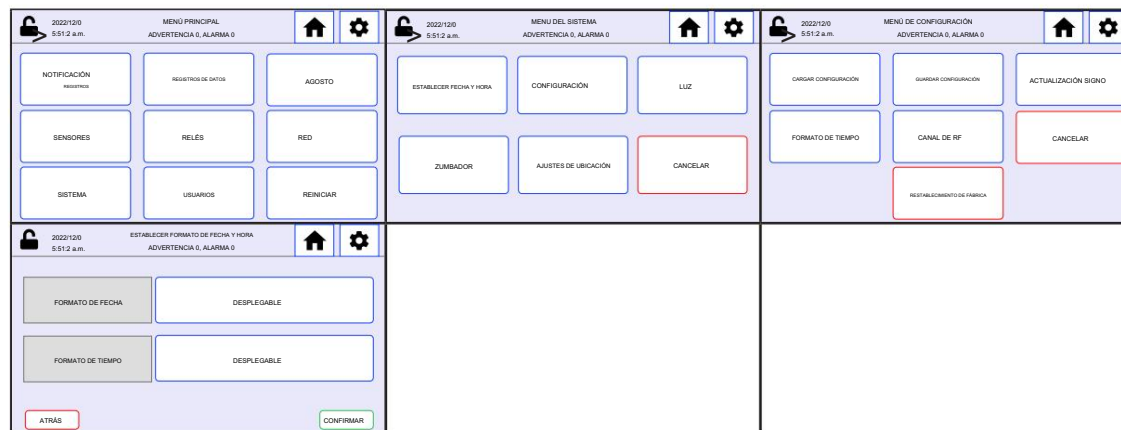 2022/12/0
5:51:2 a.m.
MENÚ PRINCIPAL
ADVERTENCIA 0, ALARMA 0
NOTIFICACIÓN
REGISTROS
REGISTROS DE DATOS
AGOSTO
SENSORES
RELÉS
RED
SISTEMA
USUARIOS
REINICIAR
2022/12/0
5:51:2 a.m.
MENU DEL SISTEMA
ADVERTENCIA 0, ALARMA 0
ESTABLECER FECHA Y HORA
CONFIGURACIÓN
LUZ
ZUMBADOR
AJUSTES DE UBICACIÓN
CANCELAR
2022/12/0
5:51:2 a.m.
MENÚ DE CONFIGURACIÓN
ADVERTENCIA 0, ALARMA 0
CARGAR CONFIGURACIÓN
GUARDAR CONFIGURACIÓN
ACTUALIZACIÓN SIGNO
FORMATO DE TIEMPO
CANAL DE RF
CANCELAR
RESTABLECIMIENTO DE FÁBRICA
2022/12/0
5:51:2 a.m.
ESTABLECER FORMATO DE FECHA Y HORA
ADVERTENCIA 0, ALARMA 0
FORMATO DE FECHA
DESPLEGABLE
FORMATO DE TIEMPO
DESPLEGABLE
ATRÁS
CONFIRMAR